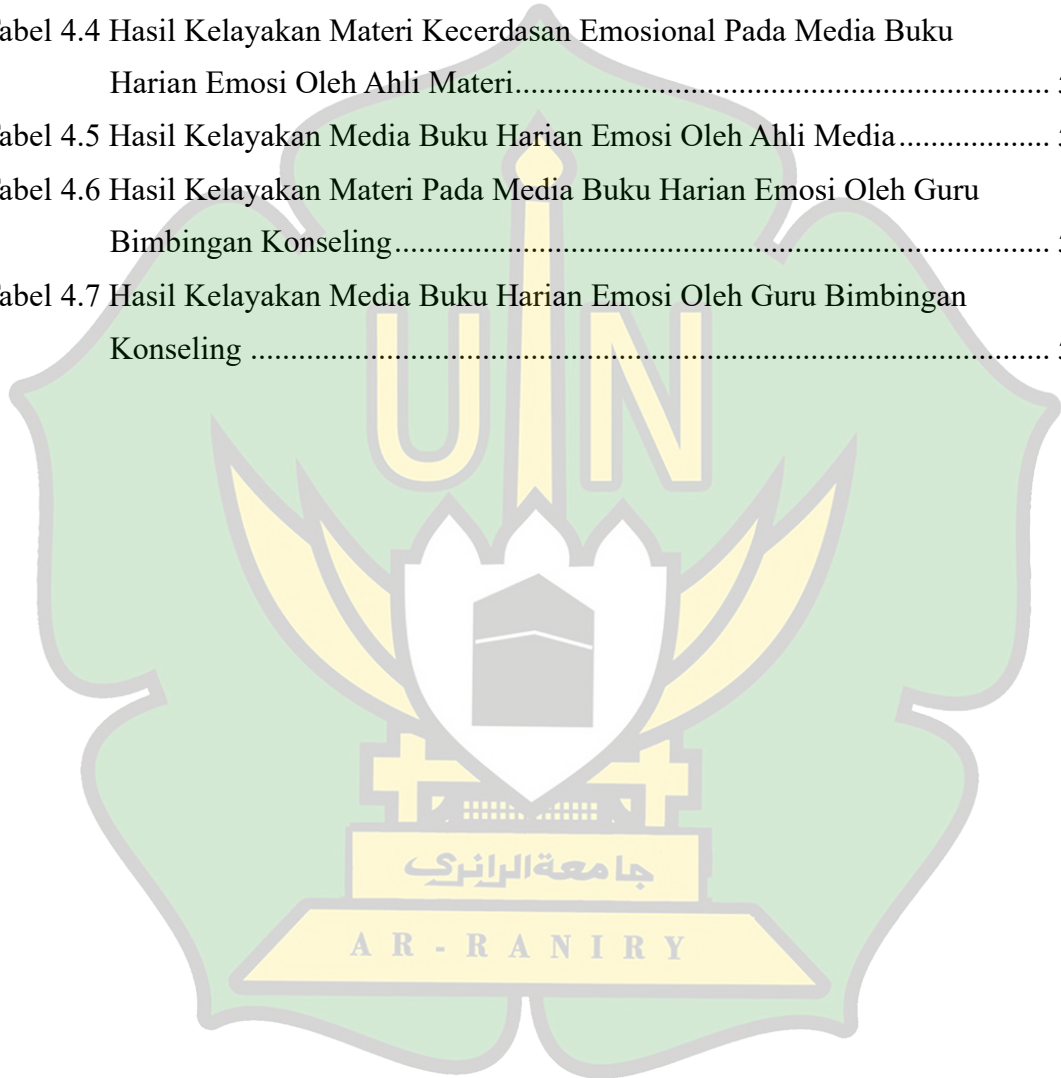 abel 4.4 Hasil Kelayakan Materi Kecerdasan Emosional Pada Media Buku
Harian Emosi Oleh Ahli Materi..................................................................
abel 4.5 Hasil Kelayakan Media Buku Harian Emosi Oleh Ahli Media...................
abel 4.6 Hasil Kelayakan Materi Pada Media Buku Harian Emosi Oleh Guru
Bimbingan Konseling.................................................................................
abel 4.7 Hasil Kelayakan Media Buku Harian Emosi Oleh Guru Bimbingan
Konseling ...................................................................................................
UIN
جامعة الرانري
AR-RANIRY